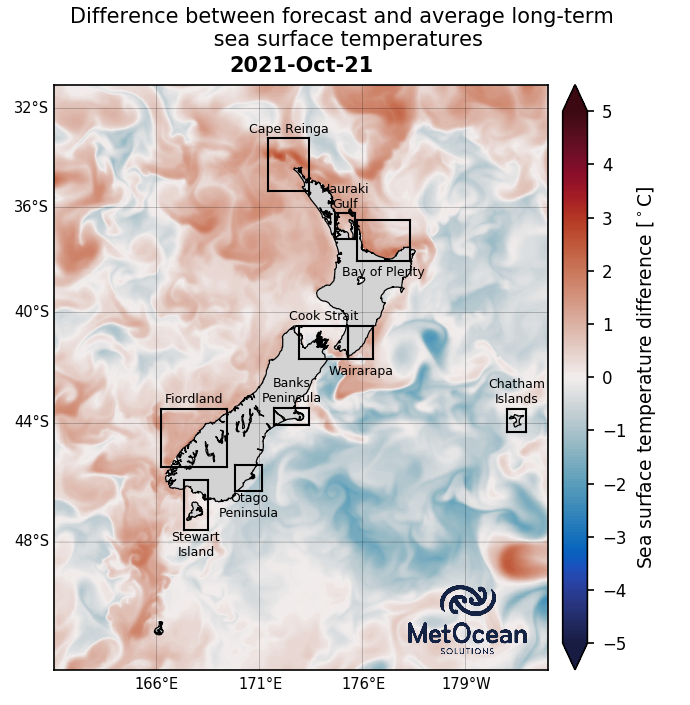 Difference between forecast and average long-term
sea surface temperatures
2021-Oct-21
32°S
36°S
40°S
44°S
48°S
166°E
171°E
176°E
179°W
Cape Reinga
Hauraki
Gulf
Bay of Plenty
Cook Strait
Wairarapa
Banks
Peninsula
Fiordland
Chatham
Islands
Otago
Peninsula
Stewart
Island
MetOcean
SOLUTIONS
5
4
3
2
1
0
−1
−2
−3
−4
−5
Sea surface temperature difference [°C]